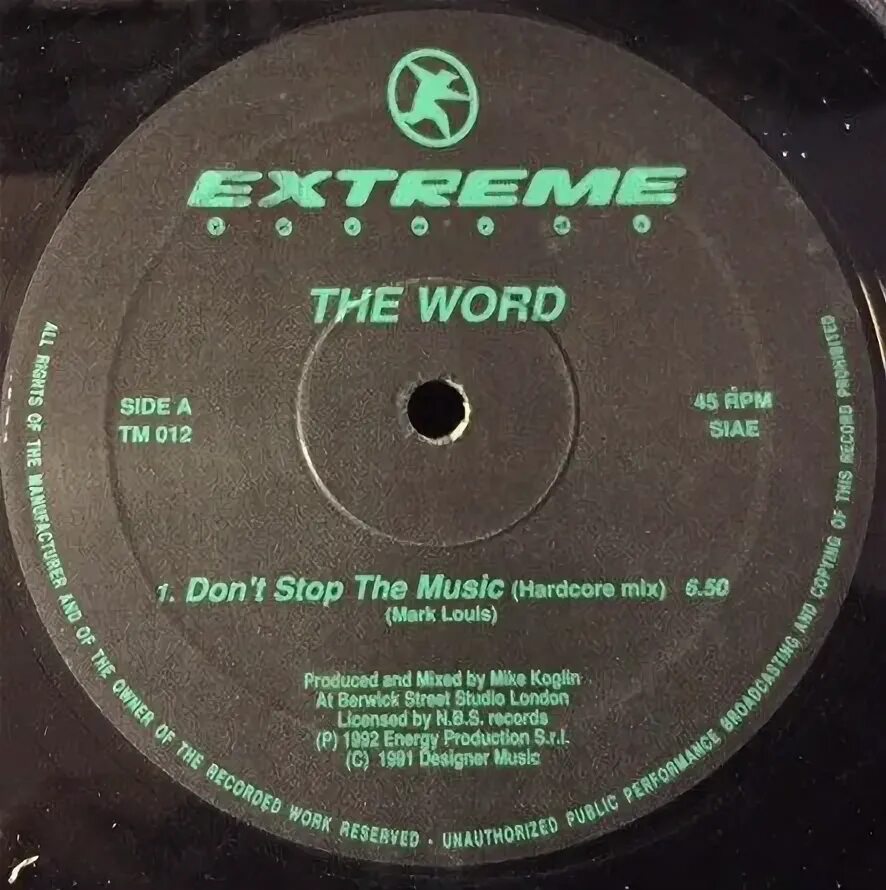 EXTREME
RECORDS
THE WORD
SIDE A
TM 012
45 RPM
SIAE
1. Don't Stop The Music (Hardcore mix) 6.50
(Mark Louis)
Produced and Mixed by Mike Koglin
At Berwick Street Studio London
Licensed by N.B.S. records
(P) 1992 Energy Production S.r.l.
(C) 1991 Designer Music
ALL RIGHTS OF THE MANUFACTURER AND OF THE OWNER OF THE RECORDED WORK RESERVED · UNAUTHORIZED PUBLIC PERFORMANCE BROADCASTING AND COPYING OF THIS RECORD PROHIBITED